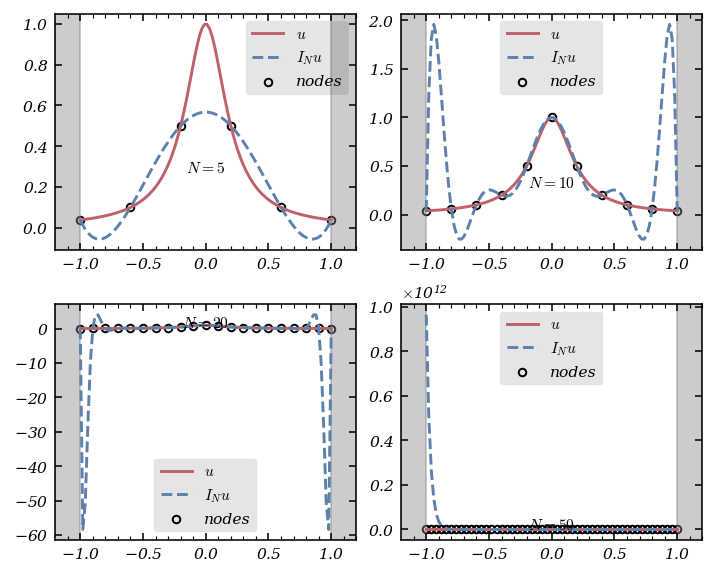 1.0
0.8
0.6
0.4
0.2
0.0
−1.0 −0.5 0.0 0.5 1.0
u
I_N u
nodes
N = 5
2.0
1.5
1.0
0.5
0.0
−1.0 −0.5 0.0 0.5 1.0
u
I_N u
nodes
N = 10
0
−10
−20
−30
−40
−50
−60
−1.0 −0.5 0.0 0.5 1.0
N = 20
u
I_N u
nodes
×10^12
1.0
0.8
0.6
0.4
0.2
0.0
−1.0 −0.5 0.0 0.5 1.0
u
I_N u
nodes
N = 50